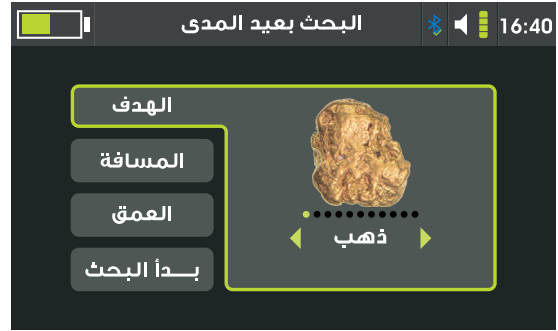 البحث بعيد المدى
16:40
الهدف
المسافة
العمق
بـــدأ البحث
ذهب